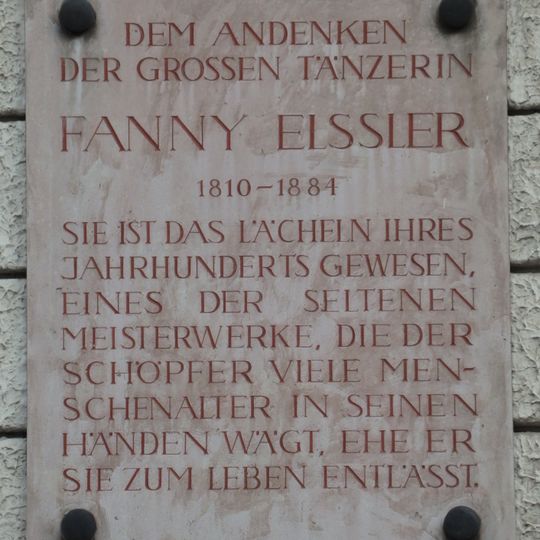 DEM ANDENKEN
DER GROSSEN TÄNZERIN
FANNY ELSSLER
1810-1884
SIE IST DAS LÄCHELN IHRES
JAHRHUNDERTS GEWESEN,
EINES DER SELTENEN
MEISTERWERKE, DIE DER
SCHÖPFER VIELE MEN-
SCHENALTER IN SEINEN
HÄNDEN WÄGT, EHE ER
SIE ZUM LEBEN ENTLÄSST.